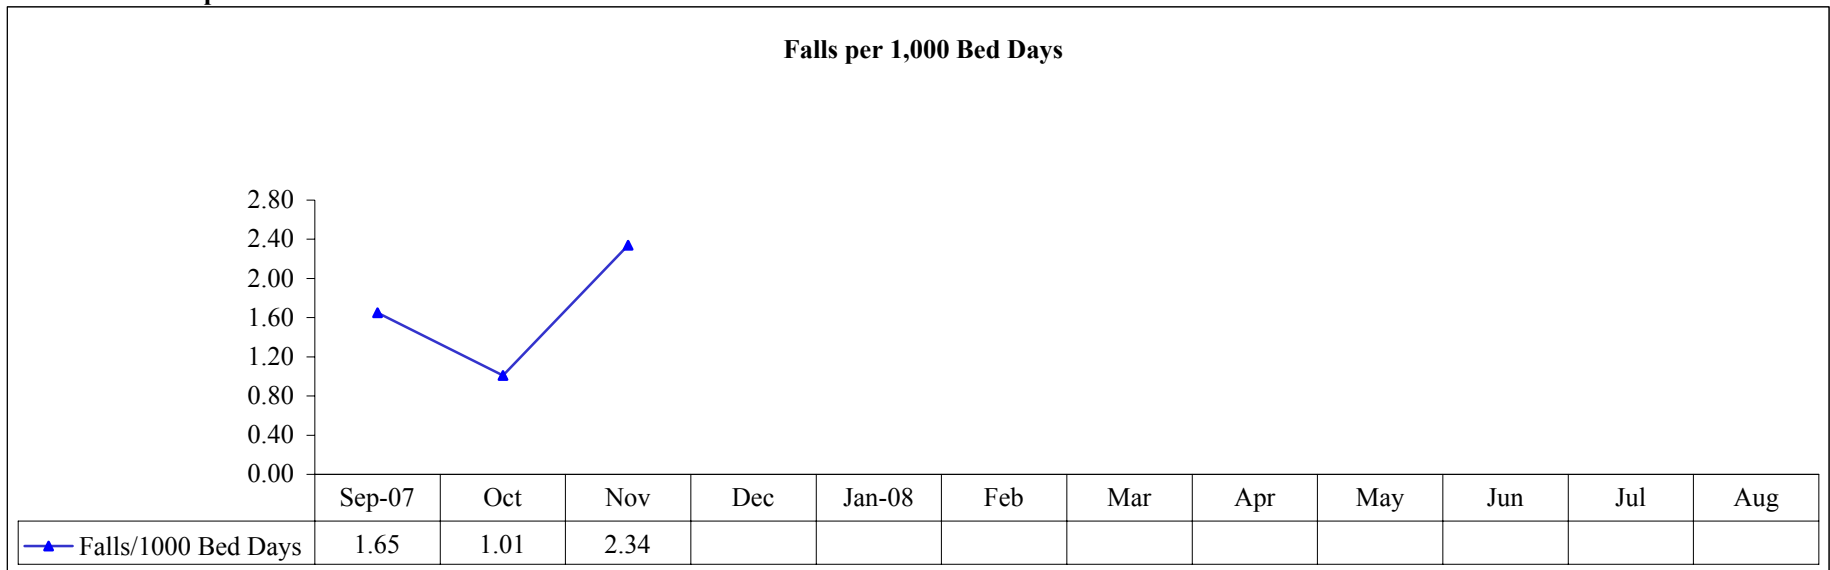 Falls per 1,000 Bed Days
2.80
2.40
2.00
1.60
1.20
0.80
0.40
0.00
Sep-07 Oct Nov Dec Jan-08 Feb Mar Apr May Jun Jul Aug
Falls/1000 Bed Days 1.65 1.01 2.34